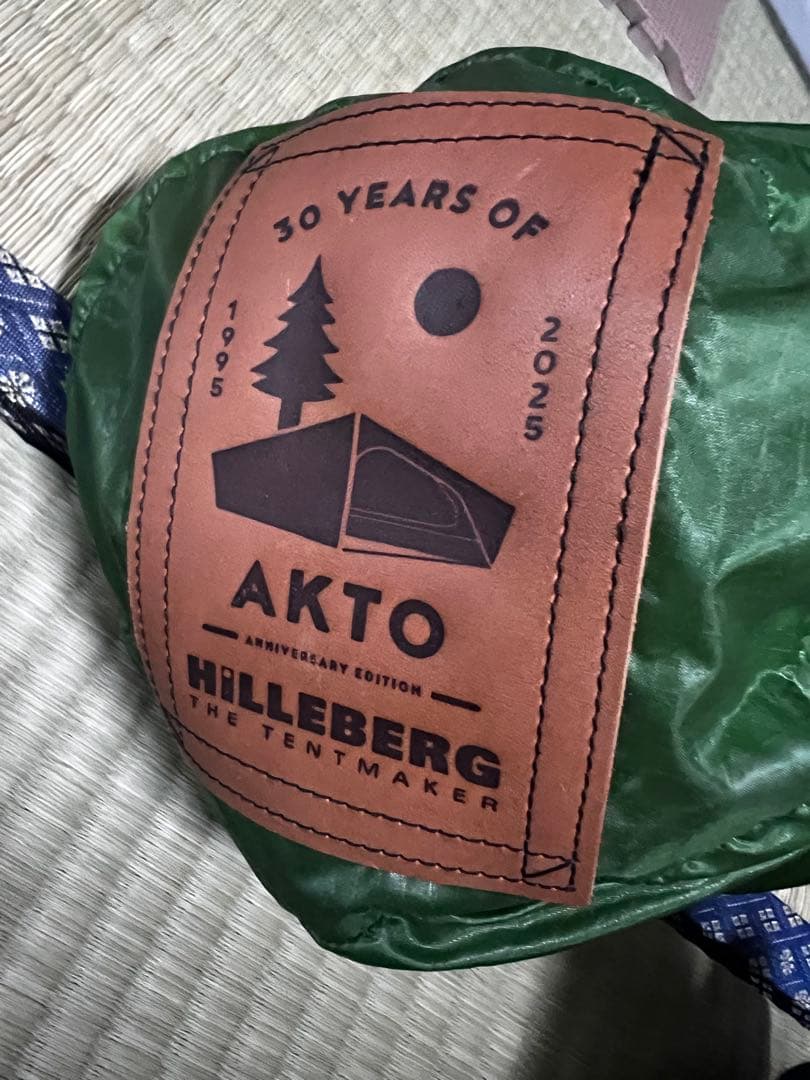 30 YEARS OF
1995
2025
AKTO
ANNIVERSARY EDITION
HILLEBERG
THE TENTMAKER